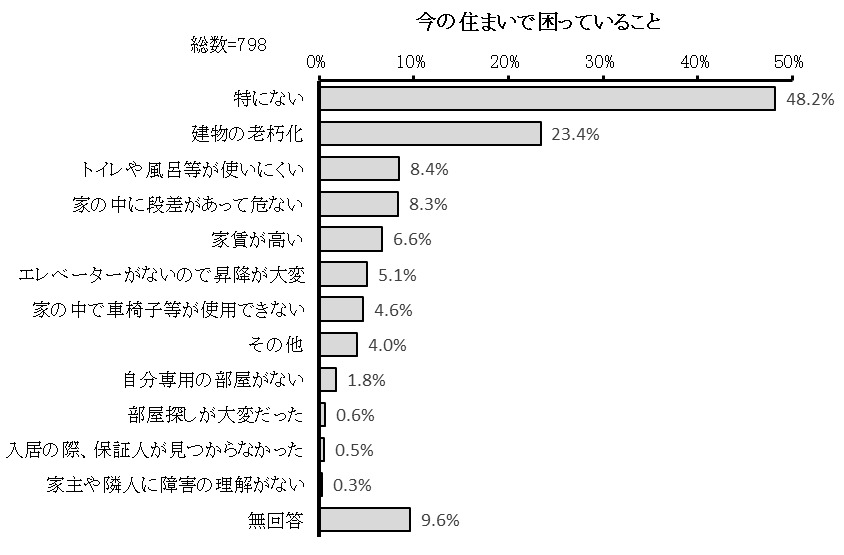 今の住まいで困っていること
総数=798
0% 10% 20% 30% 40% 50%
特にない 48.2%
建物の老朽化 23.4%
トイレや風呂等が使いにくい 8.4%
家の中に段差があって危ない 8.3%
家賃が高い 6.6%
エレベーターがないので昇降が大変 5.1%
家の中で車椅子等が使用できない 4.6%
その他 4.0%
自分専用の部屋がない 1.8%
部屋探しが大変だった 0.6%
入居の際、保証人が見つからなかった 0.5%
家主や隣人に障害の理解がない 0.3%
無回答 9.6%